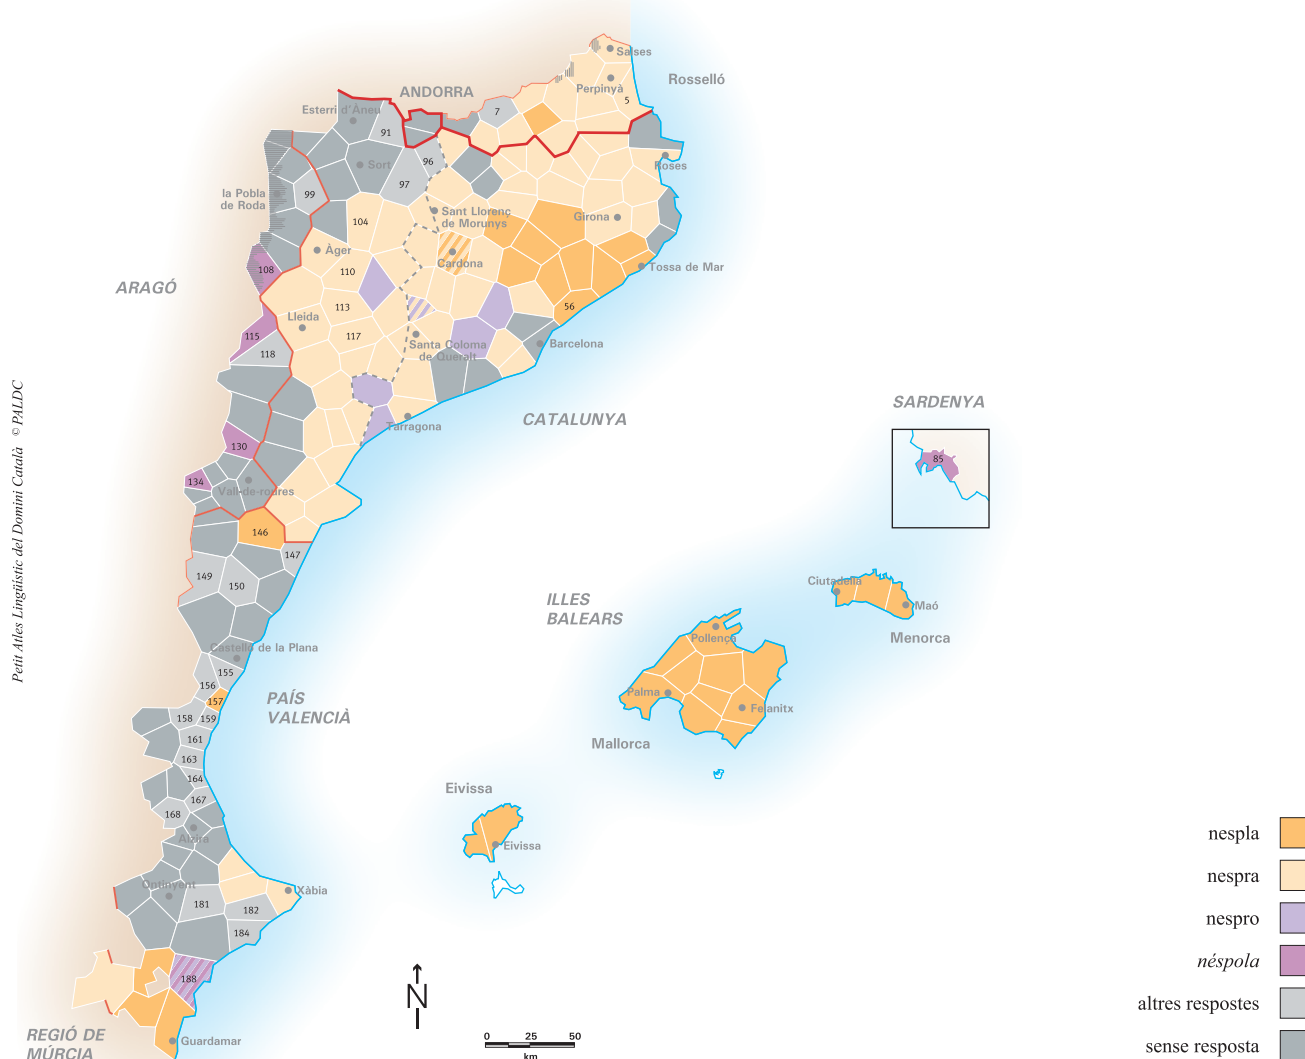 Salses
Rosselló
Perpinyà
5
ANDORRA
7
Esterri d'Àneu
91
Roses
96
Sort
97
99
la Pobla
de Roda
104
Sant Llorenç
de Morunys
Girona
Àger
Cardona
Tossa de Mar
108
110
ARAGÓ
113
56
Lleida
115
117
Santa Coloma
de Queralt
Barcelona
118
SARDENYA
CATALUNYA
Tarragona
130
85
134
Vall-de-roures
146
147
149
150
Ciutadella
ILLES
BALEARS
Maó
Menorca
Pollença
Castelló de la Plana
155
156
Palma
157
PAÍS
VALENCIÀ
Felanitx
158
159
161
Mallorca
163
164
Eivissa
167
168
Alzira
Eivissa
Ontinyent
Xàbia
181
182
184
188
N
REGIÓ DE
MÚRCIA
Guardamar
0 25 50
km
nespla
nespra
nespro
néspola
altres respostes
sense resposta
Petit Atles Lingüístic del Domini Català ©PALDC